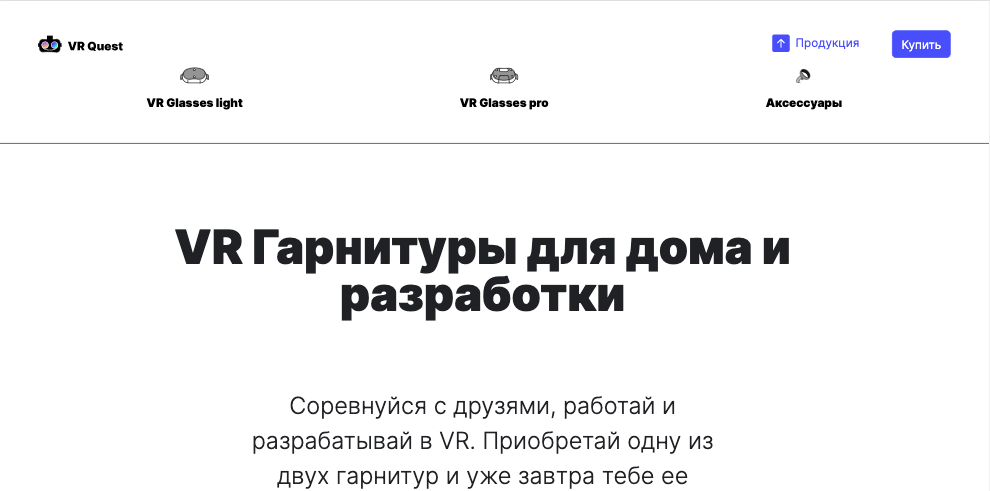 VR Quest
Продукция
Купить
VR Glasses light
VR Glasses pro
Аксессуары
VR Гарнитуры для дома и
разработки
Соревнуйся с друзями, работай и
разрабатывай в VR. Приобретай одну из
двух гарнитур и уже завтра тебе ее